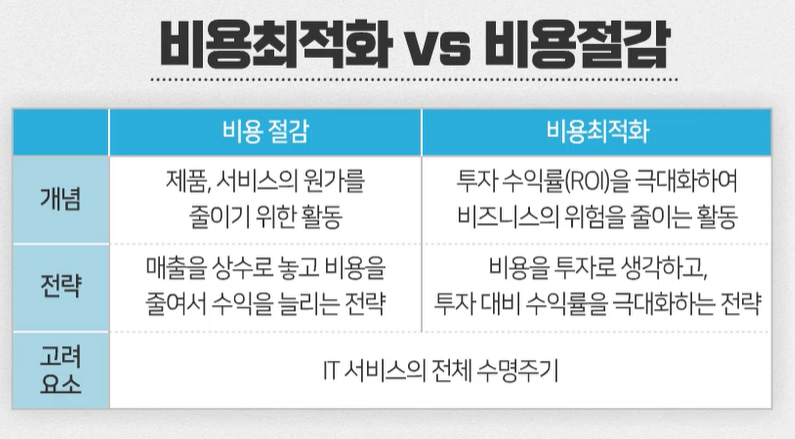 비용최적화 vs 비용절감
비용 절감
비용최적화
개념
제품, 서비스의 원가를
줄이기 위한 활동
투자 수익률(ROI)을 극대화하여
비즈니스의 위험을 줄이는 활동
전략
매출을 상수로 놓고 비용을
줄여서 수익을 늘리는 전략
비용을 투자로 생각하고,
투자 대비 수익률을 극대화하는 전략
고려
요소
IT 서비스의 전체 수명주기